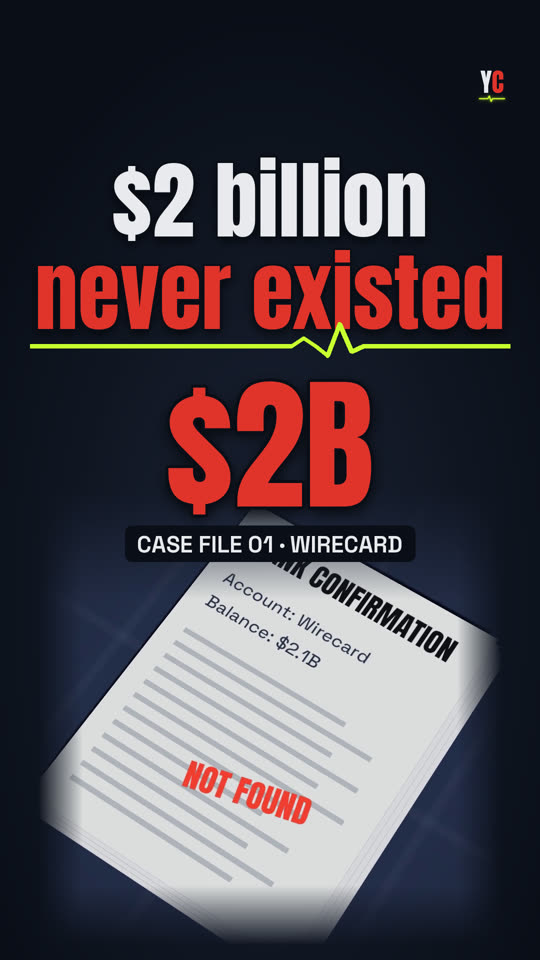 YC
$2 billion
never existed
$2B
CASE FILE 01 · WIRECARD
CONFIRMATION
Account: Wirecard
Balance: $2.1B
NOT FOUND